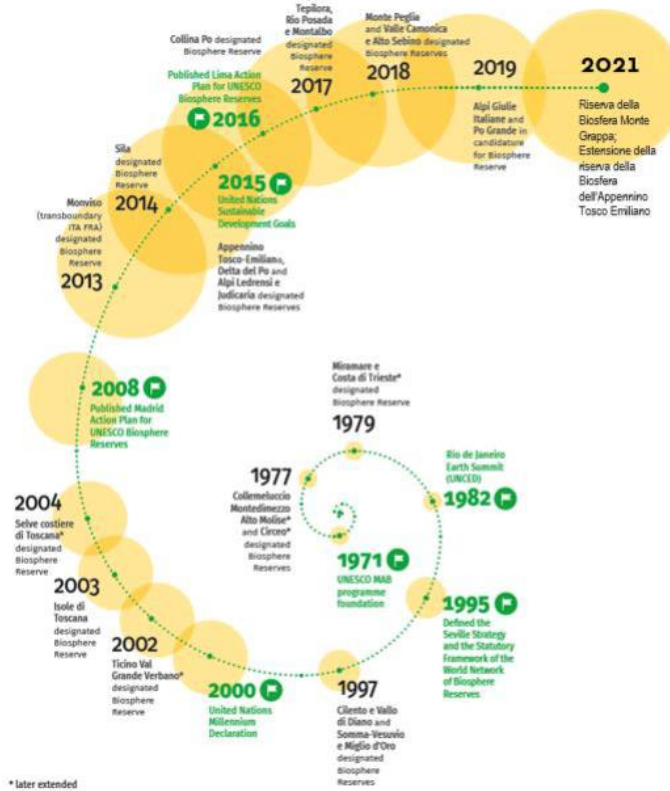 Collina Po designated
Biosphere Reserve
Published Lima Action
Plan for UNESCO
Biosphere Reserves
2016
Tepilora,
Rio Posada
e Montalbo
designated
Biosphere
Reserve
2017
Monte Peglia
and Valle Camonica
e Alto Sebino designated
Biosphere Reserves
2018
2019
Alpi Giulie
Italiane and
Po Grande in
candidature
for Biosphere
Reserve
2021
Riserva della
Biosfera Monte
Grappa;
Estensione della
riserva della
Biosfera
dell'Appennino
Tosco Emiliano
Sila
designated
Biosphere
Reserve
2014
2015
United Nations
Sustainable
Development Goals
Appennino
Tosco-Emiliano,
Delta del Po and
Alpi Ledrensi e
Judicaria designated
Biosphere Reserves
Monviso
(transboundary
ITA FRA)
designated
Biosphere
Reserve
2013
2008
Published Madrid
Action Plan for
UNESCO Biosphere
Reserves
Miramare e
Costa di Trieste*
designated
Biosphere Reserve
1979
Rio de Janeiro
Earth Summit
(UNCED)
1982
1977
Collemeluccio
Montedimezzo
Alto Molise*
and Circeo*
designated
Biosphere
Reserves
1971
UNESCO MAB
programme
foundation
1995
Defined the
Seville Strategy
and the Statutory
Framework of the
World Network
of Biosphere
Reserves
2004
Selve costiere
di Toscana*
designated
Biosphere
Reserve
2003
Isole di
Toscana
designated
Biosphere
Reserve
2002
Ticino Val
Grande Verbano*
designated
Biosphere
Reserve
2000
United Nations
Millennium
Declaration
1997
Cilento e Vallo
di Diano and
Somma-Vesuvio
e Miglio d'Oro
designated
Biosphere
Reserves
* later extended